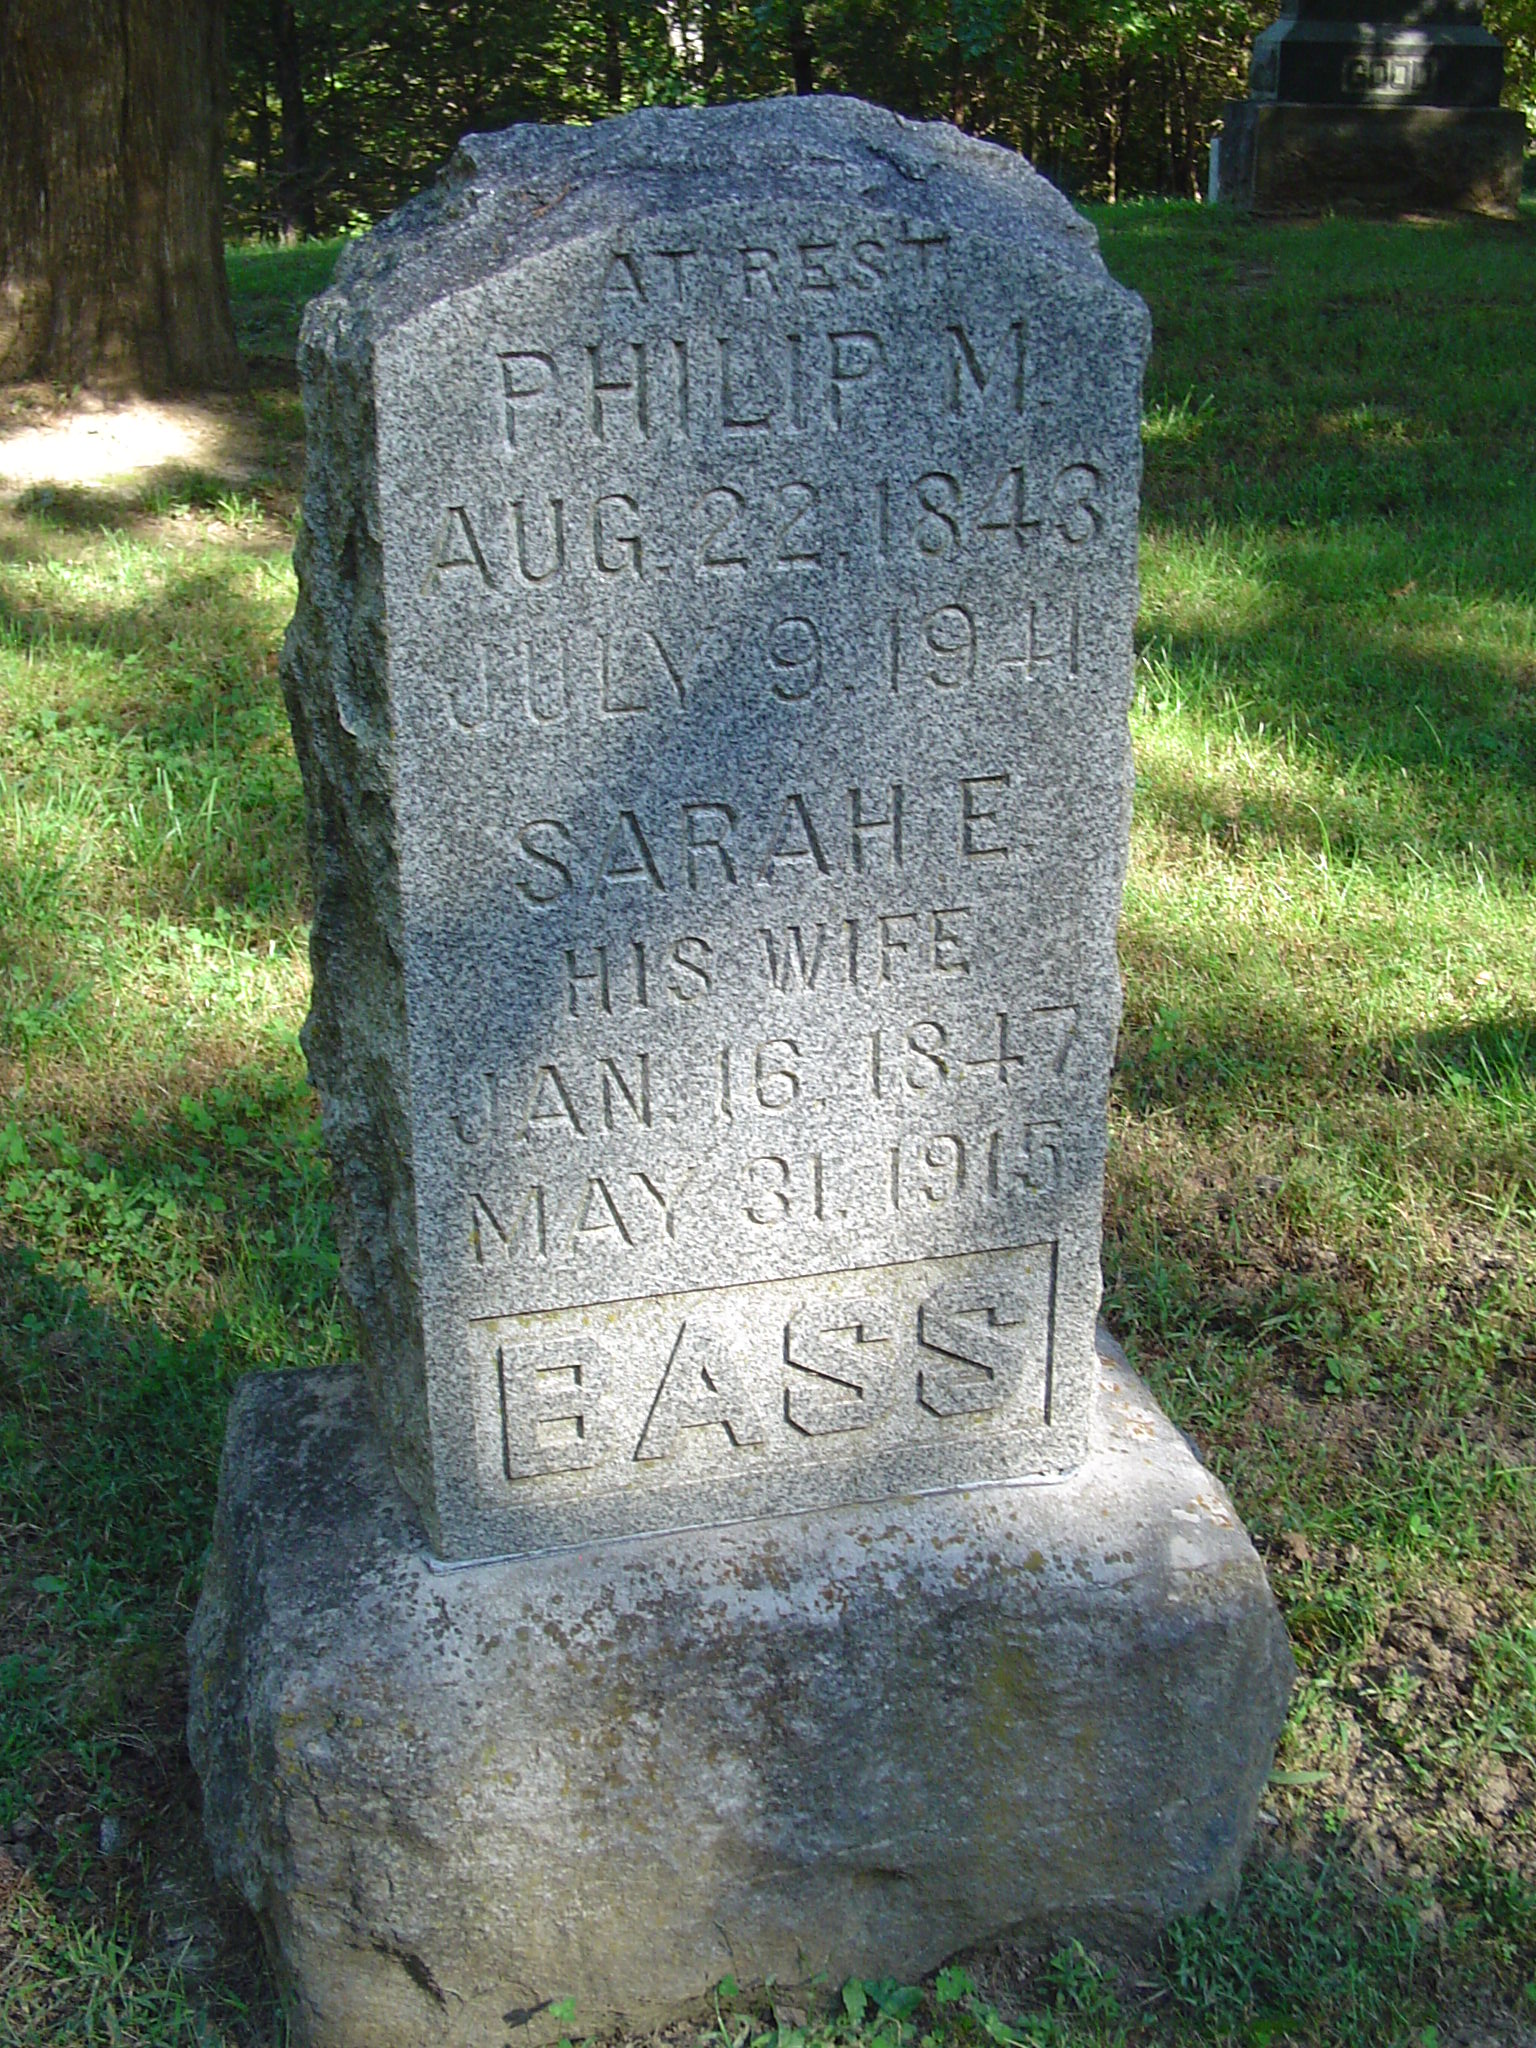 AT REST
PHILIP M.
AUG. 22, 1843
JULY 9, 1941
SARAH E.
HIS WIFE
JAN. 16, 1847
MAY 31, 1915
BASS